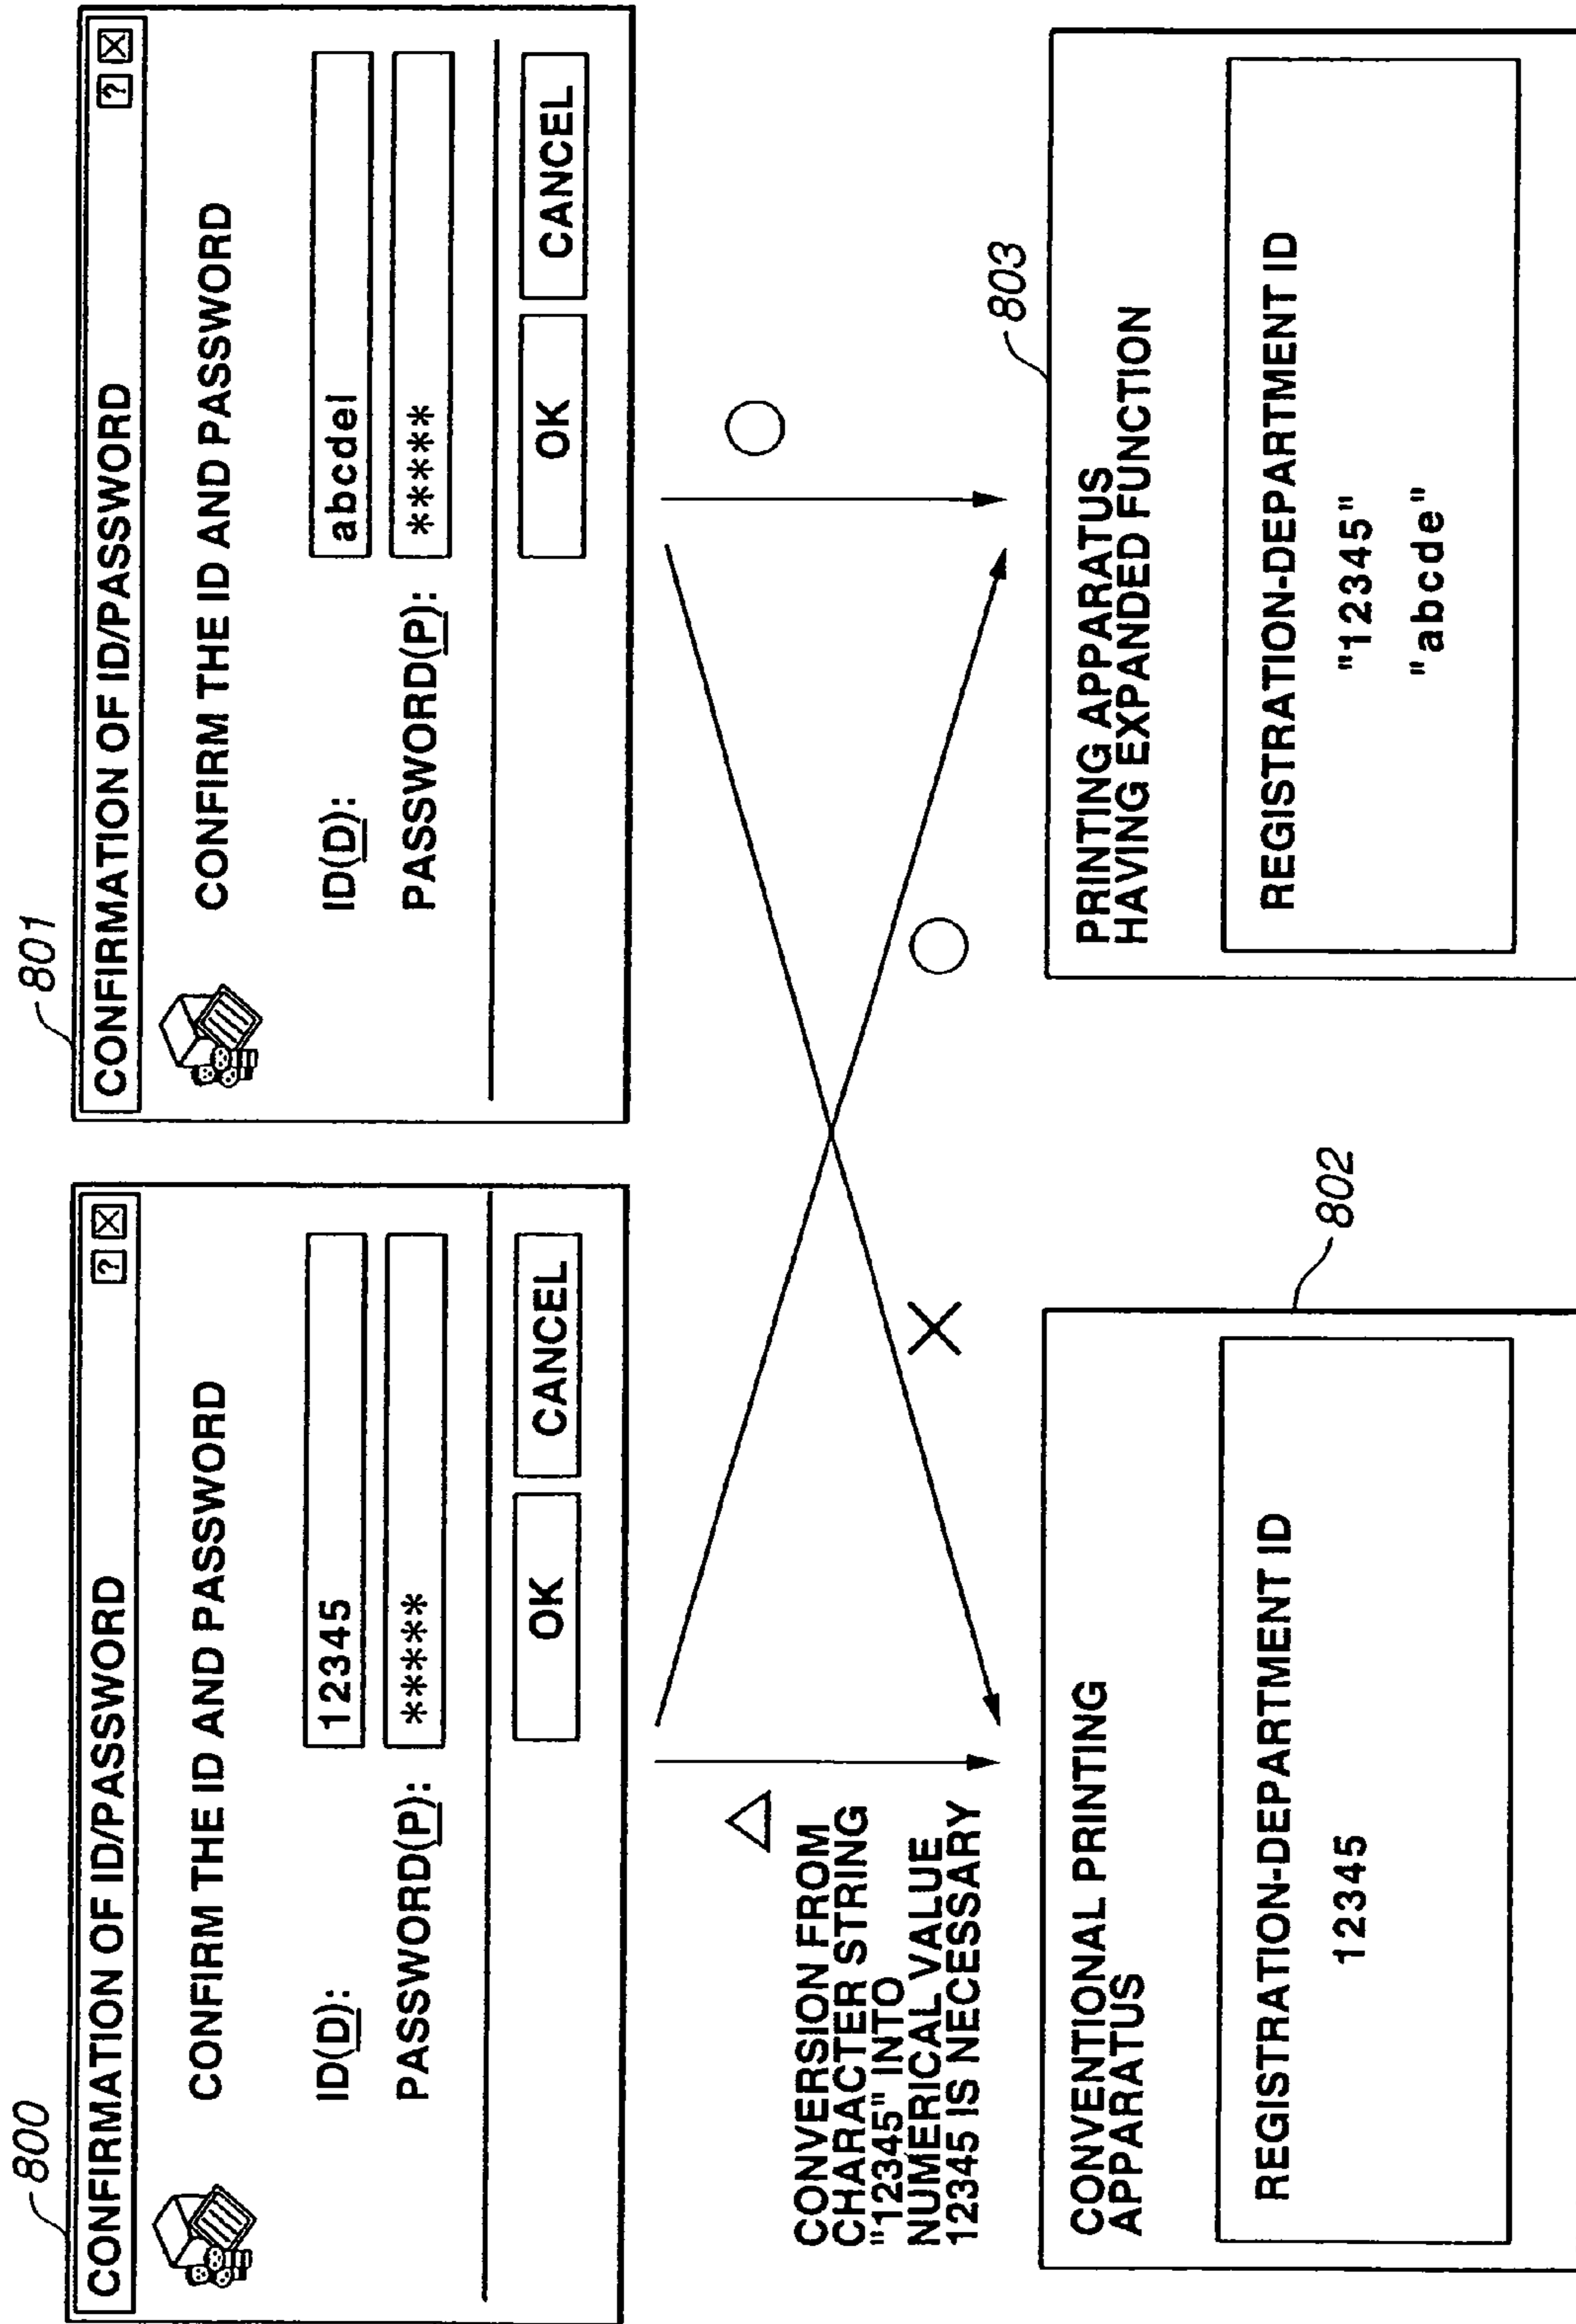 800
CONFIRMATION OF ID/PASSWORD
? X
CONFIRM THE ID AND PASSWORD
ID(D):
12345
PASSWORD(P):
*****
OK
CANCEL
801
CONFIRMATION OF ID/PASSWORD
? X
CONFIRM THE ID AND PASSWORD
ID(D):
abcdel
PASSWORD(P):
*****
OK
CANCEL
CONVERSION FROM
CHARACTER STRING
"12345" INTO
NUMERICAL VALUE
12345 IS NECESSARY
802
CONVENTIONAL PRINTING
APPARATUS
REGISTRATION-DEPARTMENT ID
12345
803
PRINTING APPARATUS
HAVING EXPANDED FUNCTION
REGISTRATION-DEPARTMENT ID
"12345"
"abcde"